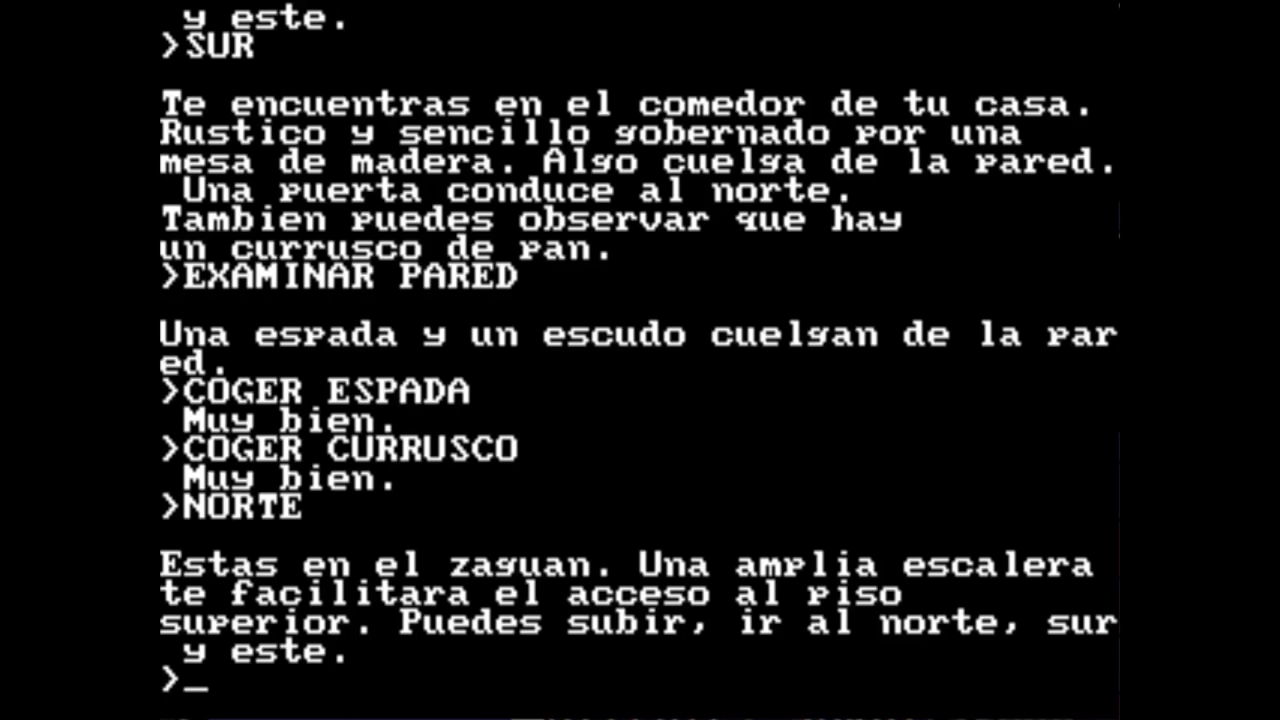 y este.
>SUR
Te encuentras en el comedor de tu casa.
Rustico y sencillo gobernado por una
mesa de madera. Algo cuelga de la pared.
Una puerta conduce al norte.
Tambien puedes observar que hay
un currusco de pan.
>EXAMINAR PARED
Una espada y un escudo cuelgan de la par
ed.
>COGER ESPADA
Muy bien.
>COGER CURRUSCO
Muy bien.
>NORTE
Estas en el zaguan. Una amplia escalera
te facilitara el acceso al piso
superior. Puedes subir, ir al norte, sur
y este.
>_